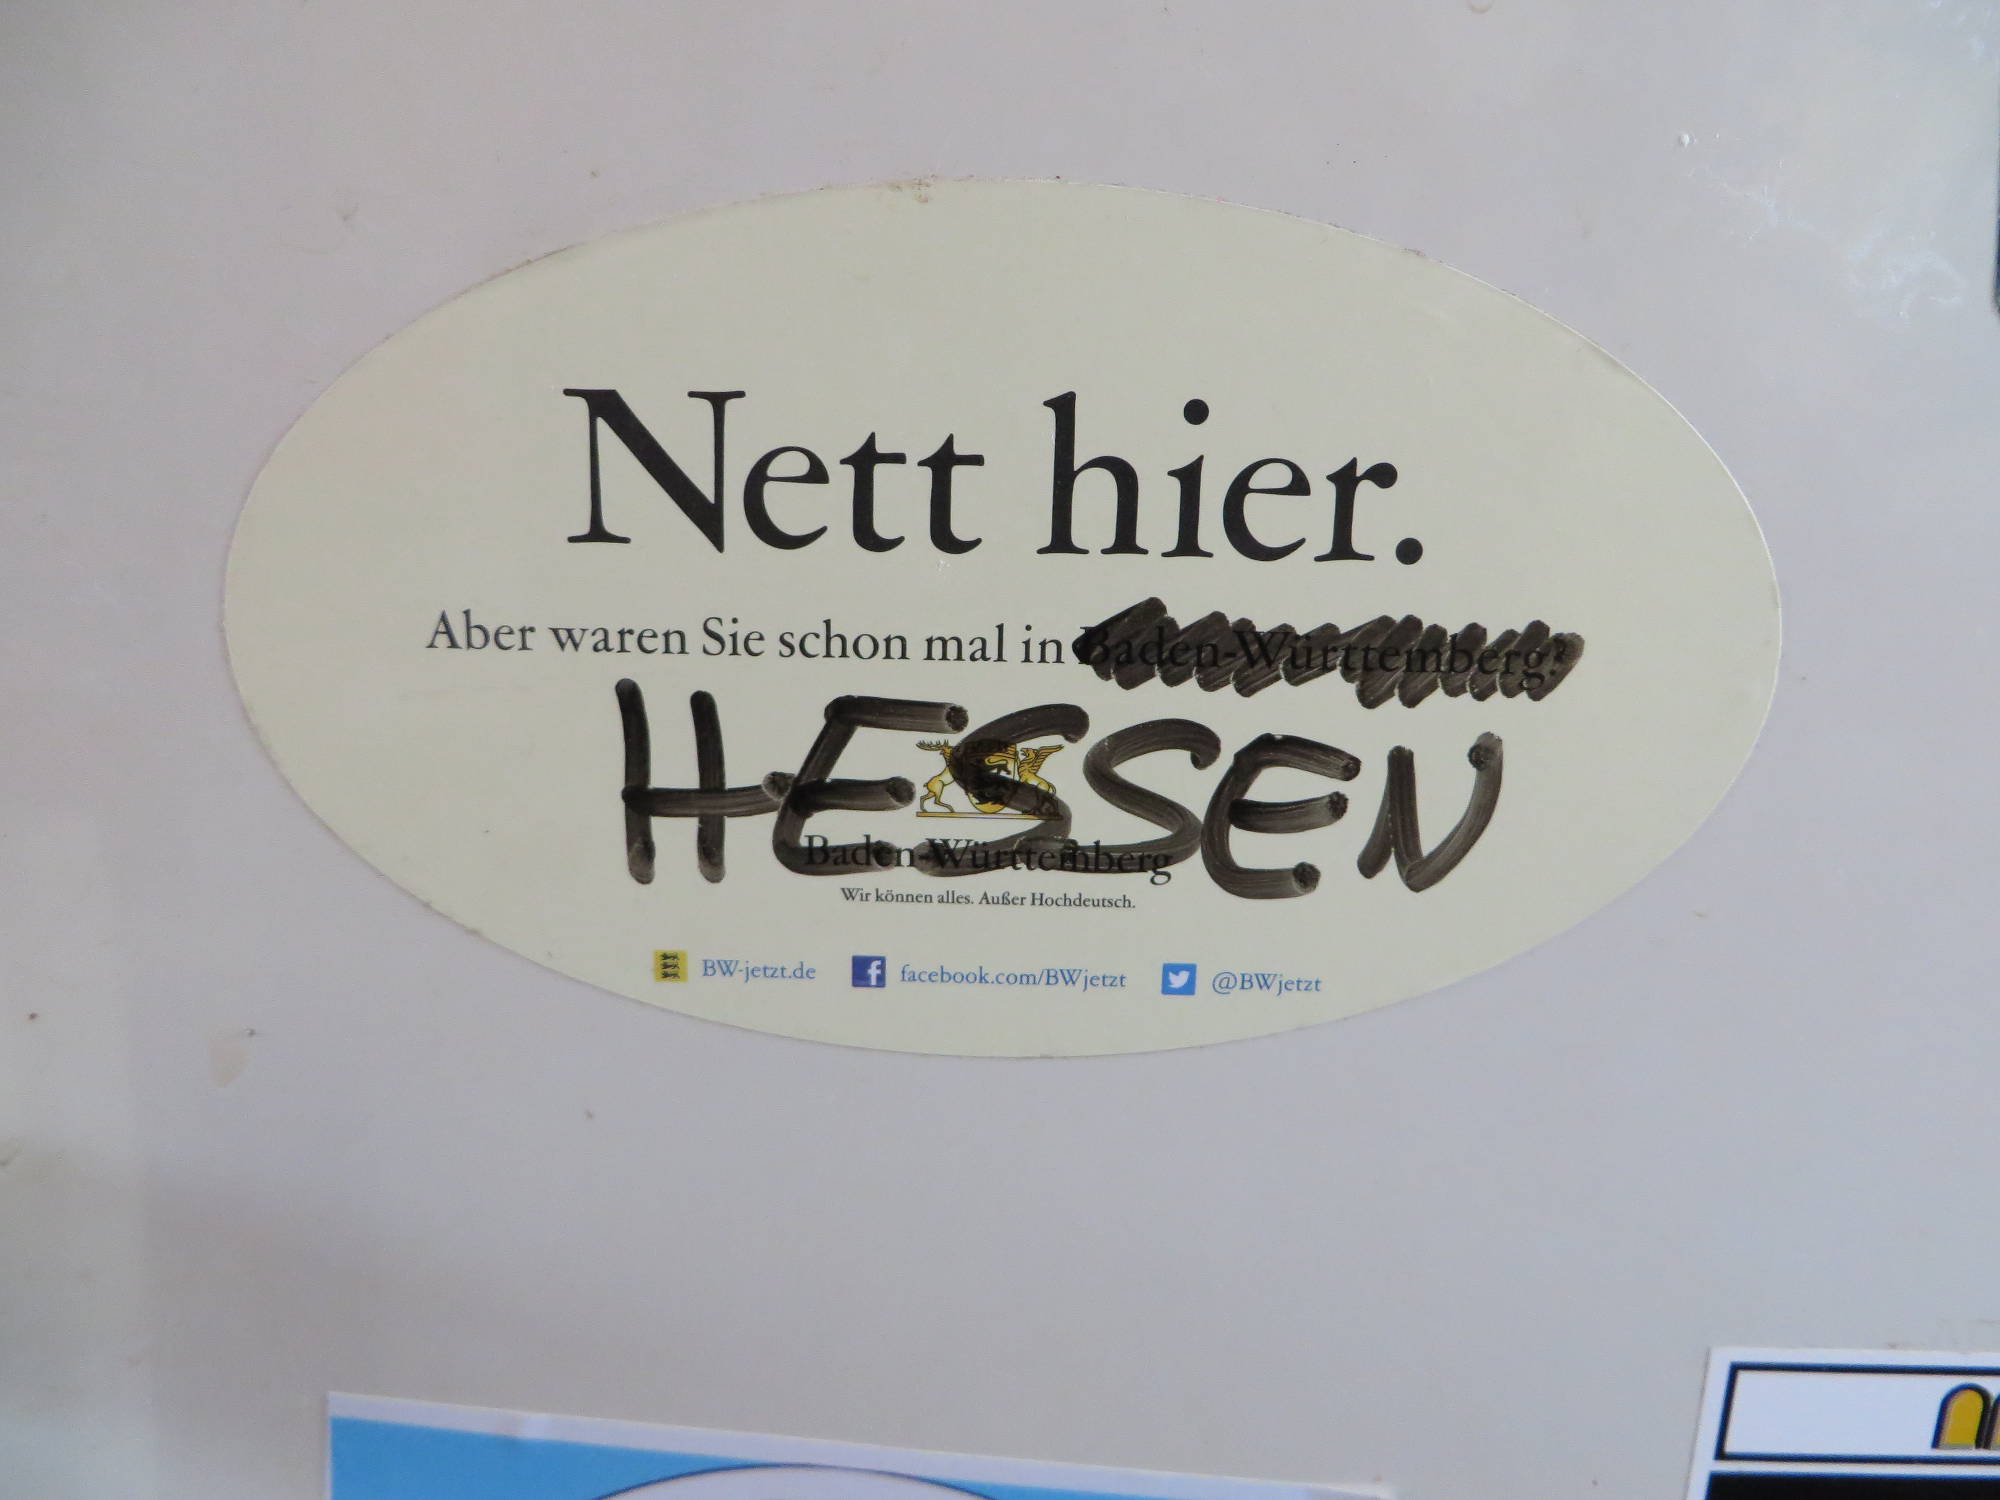 Nett hier.
Aber waren Sie schon mal in Baden-Württemberg?
HESSEN
Baden-Württemberg
Wir können alles. Außer Hochdeutsch.
BW-jetzt.de facebook.com/BWjetzt @BWjetzt